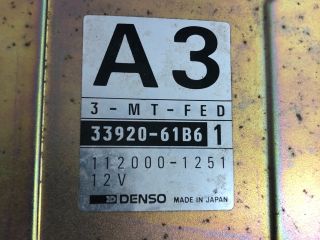 A3
3-MT-FED
33920-61B6 1
112000-1251
12V
DENSO MADE IN JAPAN